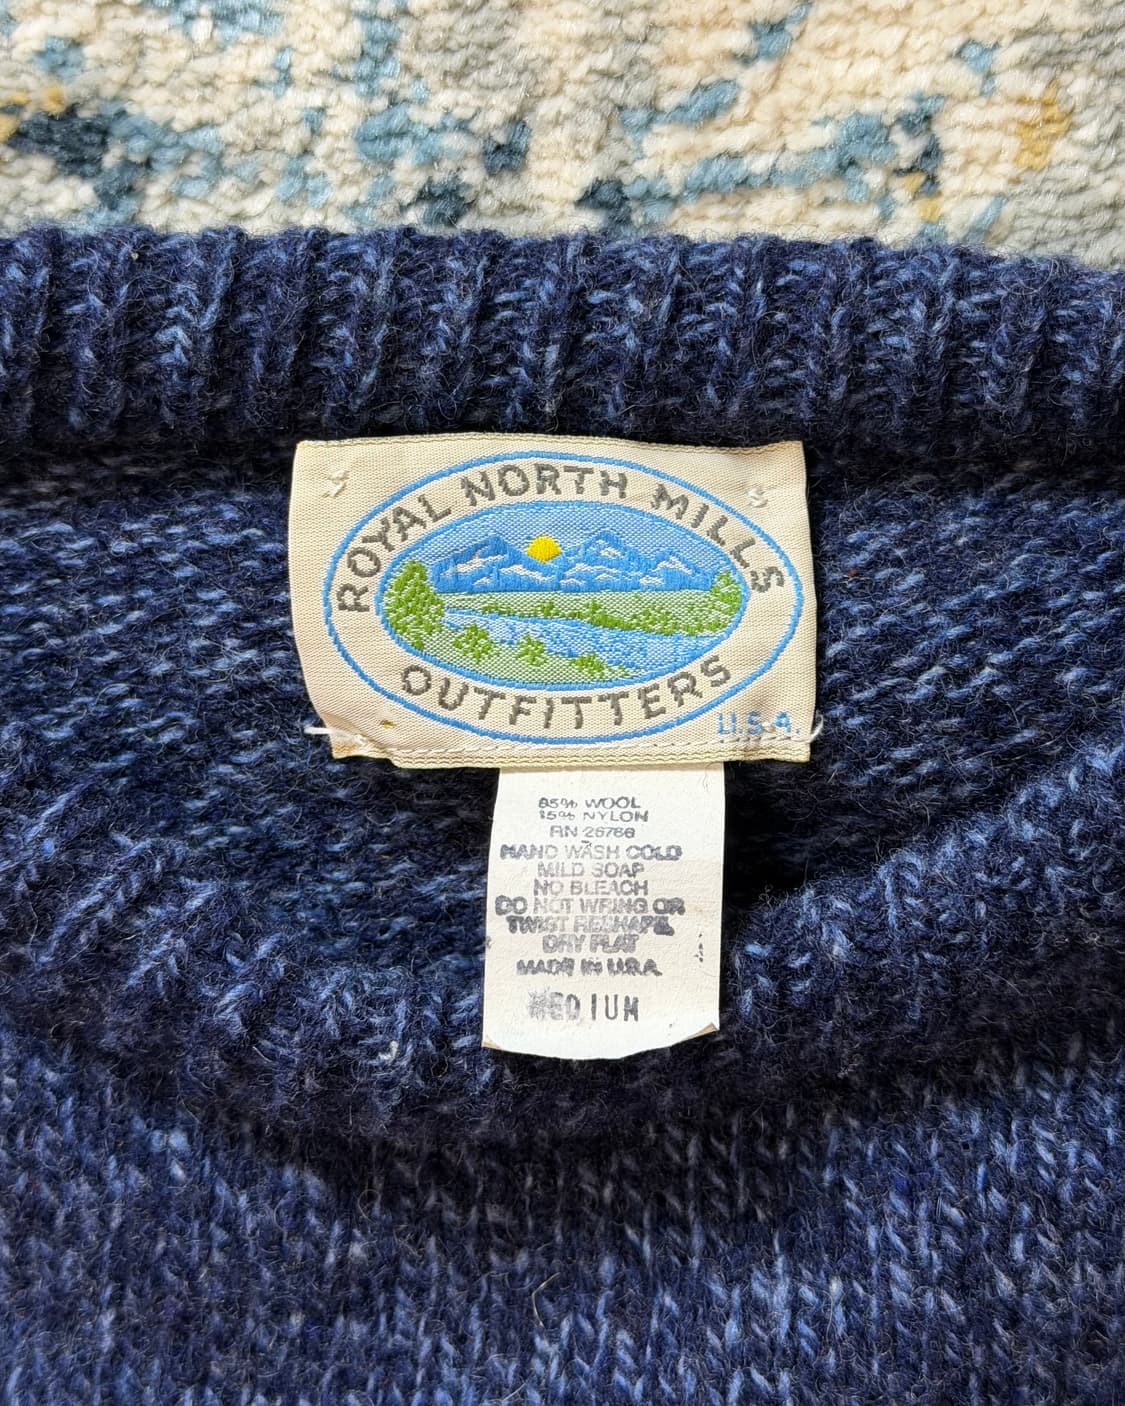 ROYAL NORTH MILLS
OUTFITTERS
U.S.A.
85% WOOL
15% NYLON
RN 26766
HAND WASH COLD
MILD SOAP
NO BLEACH
DO NOT WRING OR
TWIST RESHAPE
DRY FLAT
MADE IN U.S.A.
MEDIUM